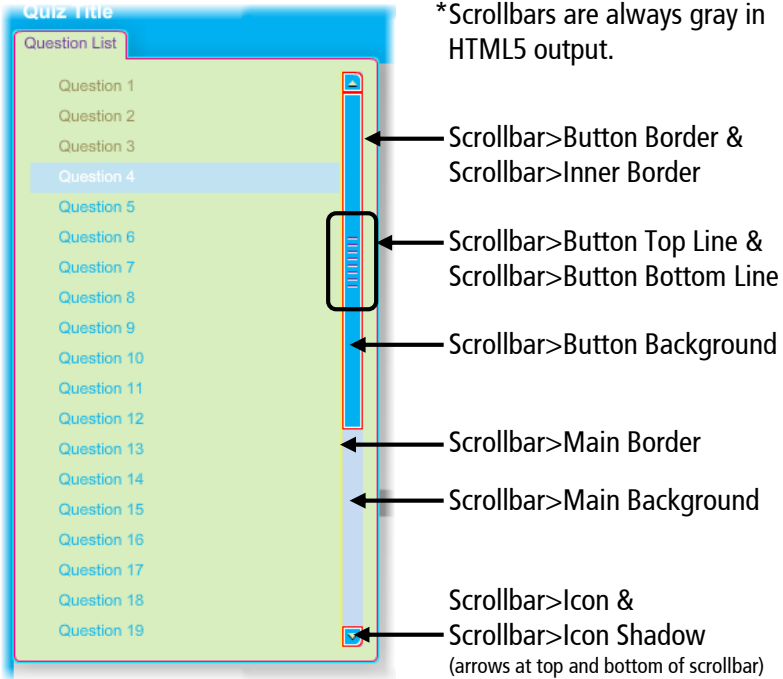 Quiz Title
Question List
Question 1
Question 2
Question 3
Question 4
Question 5
Question 6
Question 7
Question 8
Question 9
Question 10
Question 11
Question 12
Question 13
Question 14
Question 15
Question 16
Question 17
Question 18
Question 19
*Scrollbars are always gray in
HTML5 output.
Scrollbar>Button Border &
Scrollbar>Inner Border
Scrollbar>Button Top Line &
Scrollbar>Button Bottom Line
Scrollbar>Button Background
Scrollbar>Main Border
Scrollbar>Main Background
Scrollbar>Icon &
Scrollbar>Icon Shadow
(arrows at top and bottom of scrollbar)